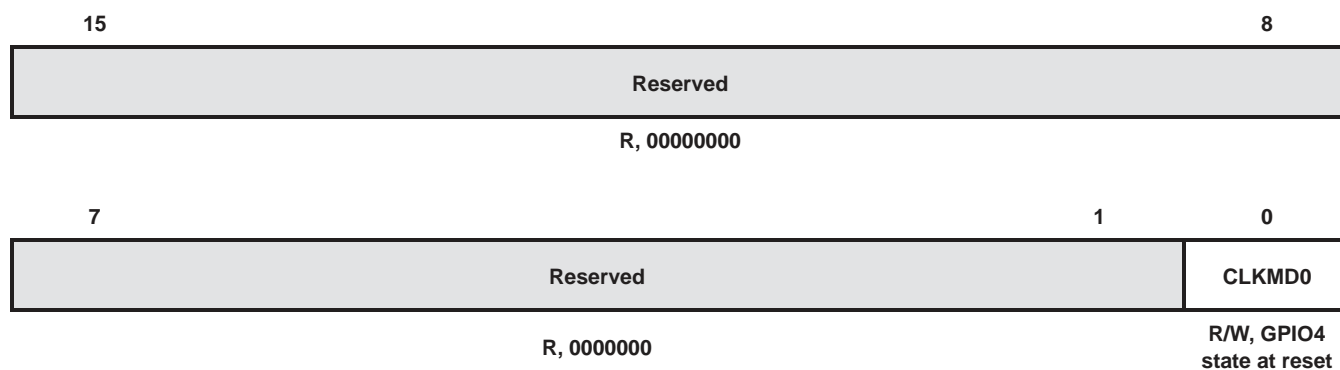 15 8
Reserved
R, 00000000
7 1 0
Reserved CLKMD0
R, 0000000 R/W, GPIO4
state at reset